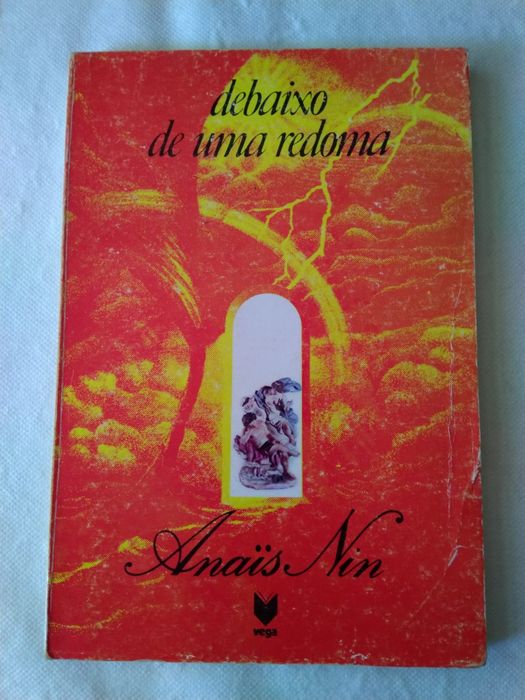 debaixo
de uma redoma
Anaïs Nin
vega